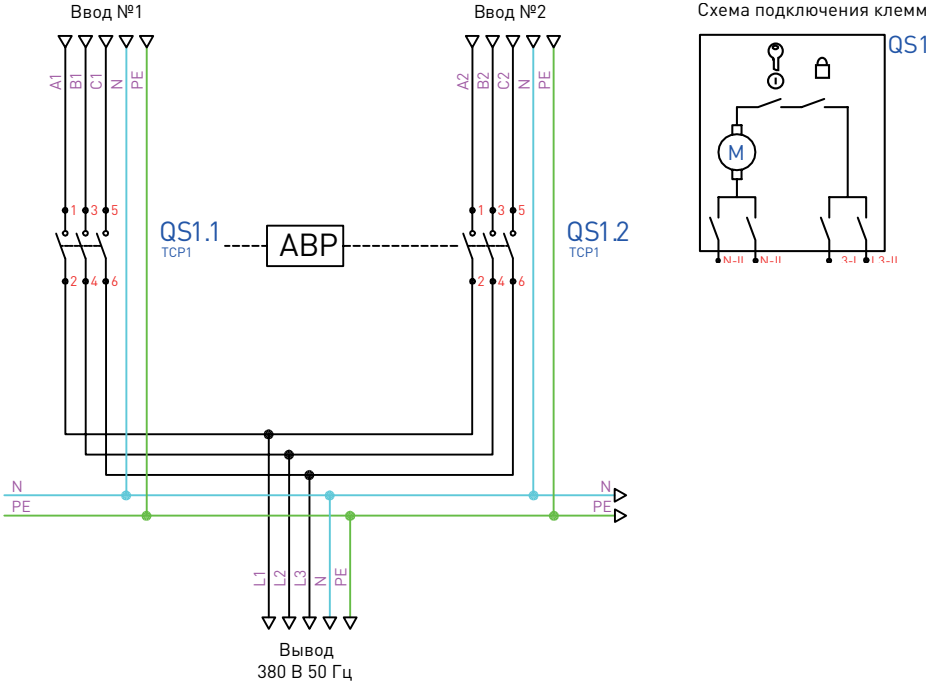 Ввод №1
Ввод №2
Схема подключения клемм
QS1
A1
B1
C1
N
PE
A2
B2
C2
N
PE
M
1
3
5
1
3
5
QS1.1
TCP1
АВР
QS1.2
TCP1
2
4
6
2
4
6
N-II
N-II
3-I
L3-II
N
PE
N
PE
L1
L2
L3
N
PE
Вывод
380 В 50 Гц